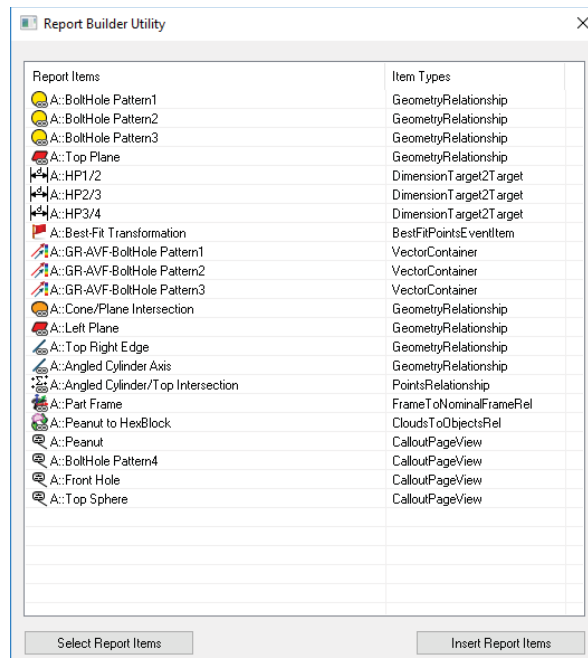 Report Builder Utility
Report Items Item Types
A::BoltHole Pattern1 GeometryRelationship
A::BoltHole Pattern2 GeometryRelationship
A::BoltHole Pattern3 GeometryRelationship
A::Top Plane GeometryRelationship
A::HP1/2 DimensionTarget2Target
A::HP2/3 DimensionTarget2Target
A::HP3/4 DimensionTarget2Target
A::Best-Fit Transformation BestFitPointsEventItem
A::GR-AVF-BoltHole Pattern1 VectorContainer
A::GR-AVF-BoltHole Pattern2 VectorContainer
A::GR-AVF-BoltHole Pattern3 VectorContainer
A::Cone/Plane Intersection GeometryRelationship
A::Left Plane GeometryRelationship
A::Top Right Edge GeometryRelationship
A::Angled Cylinder Axis GeometryRelationship
A::Angled Cylinder/Top Intersection PointsRelationship
A::Part Frame FrameToNominalFrameRel
A::Peanut to HexBlock CloudsToObjectsRel
A::Peanut CalloutPageView
A::BoltHole Pattern4 CalloutPageView
A::Front Hole CalloutPageView
A::Top Sphere CalloutPageView
Select Report Items Insert Report Items